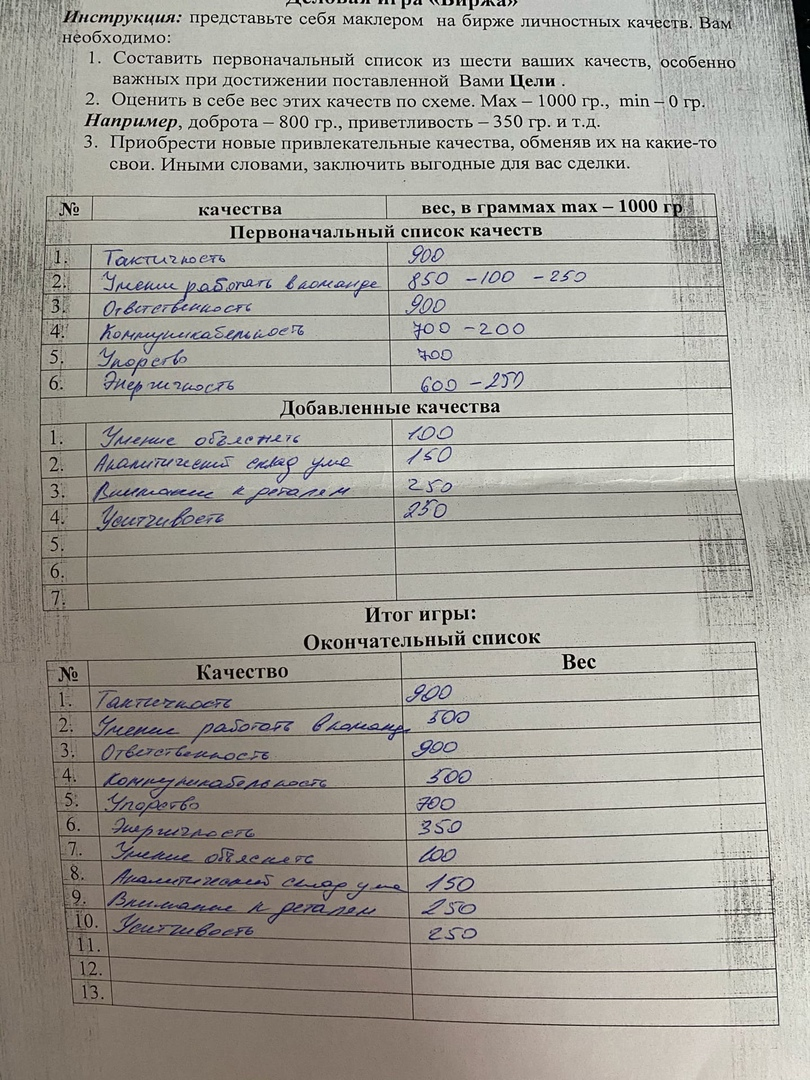 Деловая игра «Биржа»
Инструкция: представьте себя маклером на бирже личностных качеств. Вам
необходимо:
1. Составить первоначальный список из шести ваших качеств, особенно
важных при достижении поставленной Вами Цели .
2. Оценить в себе вес этих качеств по схеме. Max – 1000 гр., min – 0 гр.
Например, доброта – 800 гр., приветливость – 350 гр. и т.д.
3. Приобрести новые привлекательные качества, обменяв их на какие-то
свои. Иными словами, заключить выгодные для вас сделки.
№ качества вес, в граммах max – 1000 гр
Первоначальный список качеств
1. Тактичность 900
2. Умении работать в команде 850 -100 -250
3. Ответственность 900
4. Коммуникабельность 700 -200
5. Упорство 700
6. Энергичность 600 -250
Добавленные качества
1. Умение объяснять 100
2. Аналитический склад ума 150
3. Внимание к деталям 250
4. Уситчивость 250
5.
6.
7.
Итог игры:
Окончательный список
№ Качество Вес
1. Тактичность 900
2. Умении работать в команде 500
3. Ответственность 900
4. Коммуникабельность 500
5. Упорство 700
6. Энергичность 350
7. Умение объяснять 100
8. Аналитический склад ума 150
9. Внимание к деталям 250
10. Уситчивость 250
11.
12.
13.